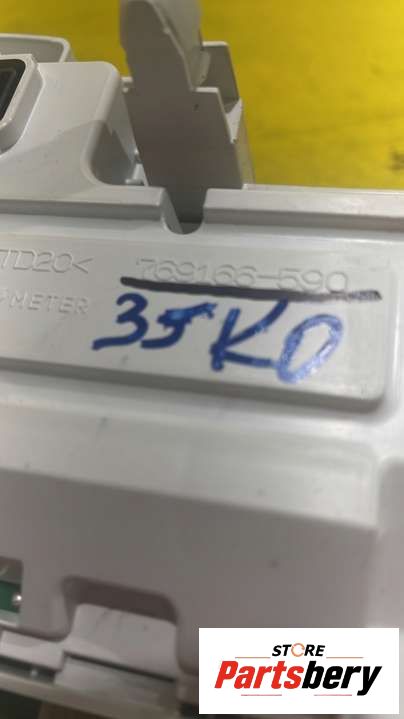 TD20< 769166-590
METER
35KO
STORE
Partsbery